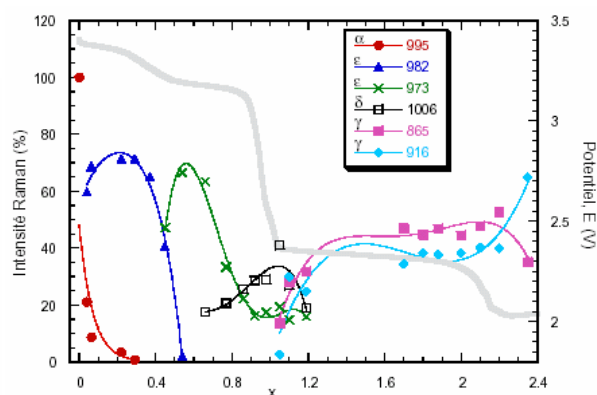 120
100
80
60
40
20
0
Intensité Raman (%)
3.5
3
2.5
2
Potentiel, E (V)
0
0.4
0.8
1.2
1.6
2
2.4
x
α 995
ε 982
ε 973
δ 1006
γ 865
γ 916